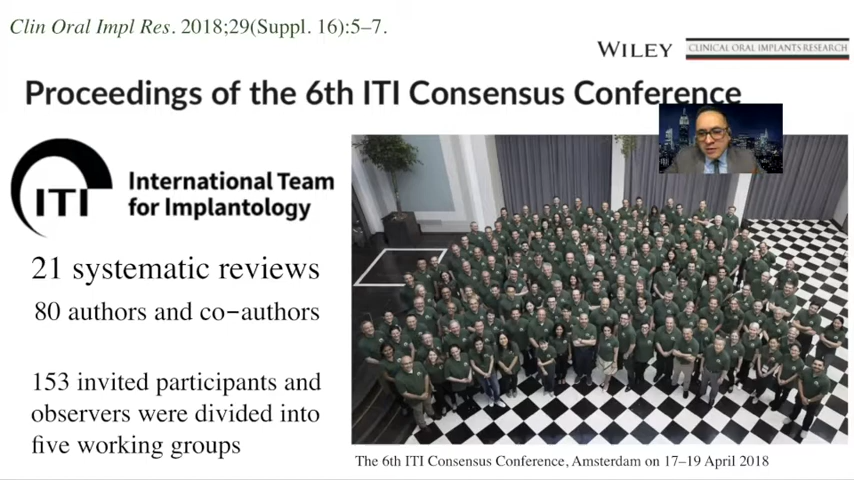 Clin Oral Impl Res. 2018;29(Suppl. 16):5–7.
WILEY CLINICAL ORAL IMPLANTS RESEARCH
Proceedings of the 6th ITI Consensus Conference
ITI
International Team
for Implantology
21 systematic reviews
80 authors and co-authors
153 invited participants and
observers were divided into
five working groups
The 6th ITI Consensus Conference, Amsterdam on 17–19 April 2018